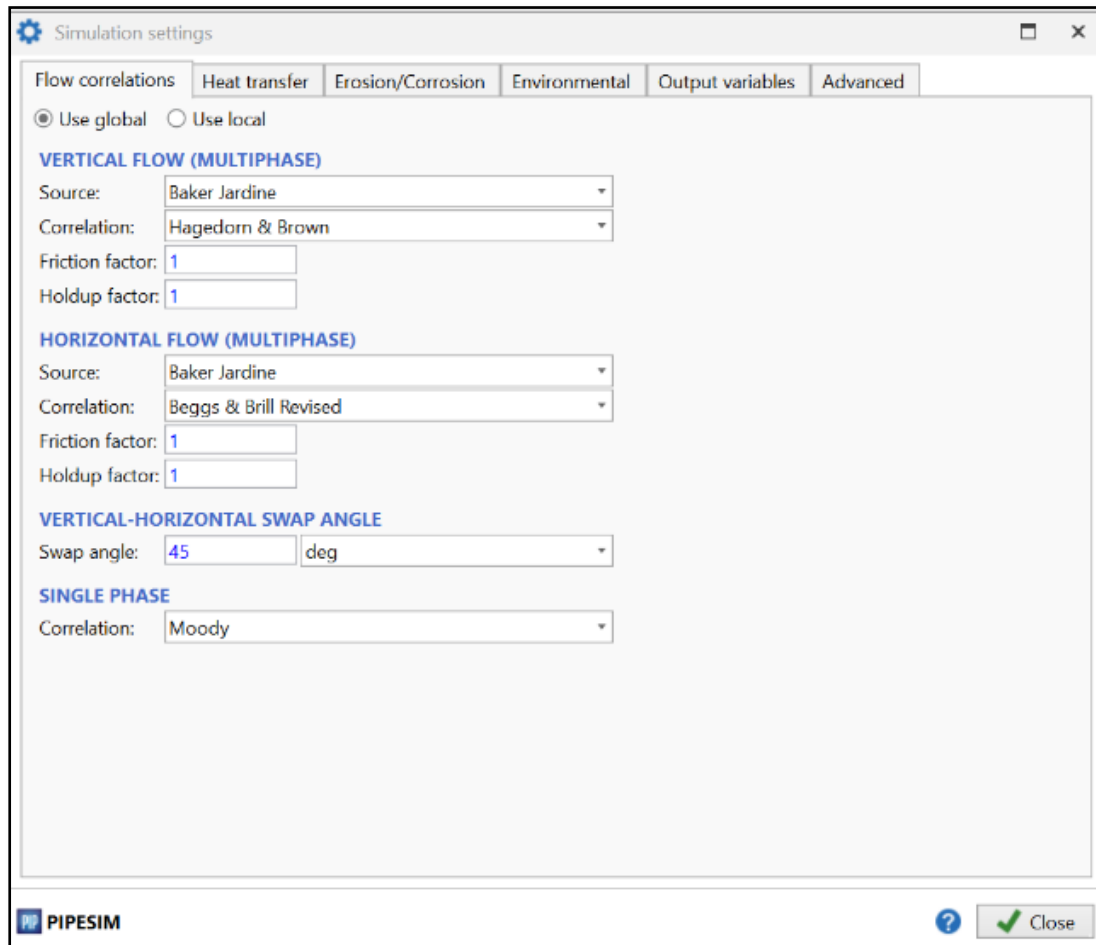 Simulation settings
Flow correlations Heat transfer Erosion/Corrosion Environmental Output variables Advanced
Use global Use local
VERTICAL FLOW (MULTIPHASE)
Source: Baker Jardine
Correlation: Hagedorn & Brown
Friction factor: 1
Holdup factor: 1
HORIZONTAL FLOW (MULTIPHASE)
Source: Baker Jardine
Correlation: Beggs & Brill Revised
Friction factor: 1
Holdup factor: 1
VERTICAL-HORIZONTAL SWAP ANGLE
Swap angle: 45 deg
SINGLE PHASE
Correlation: Moody
PIP PIPESIM ? Close